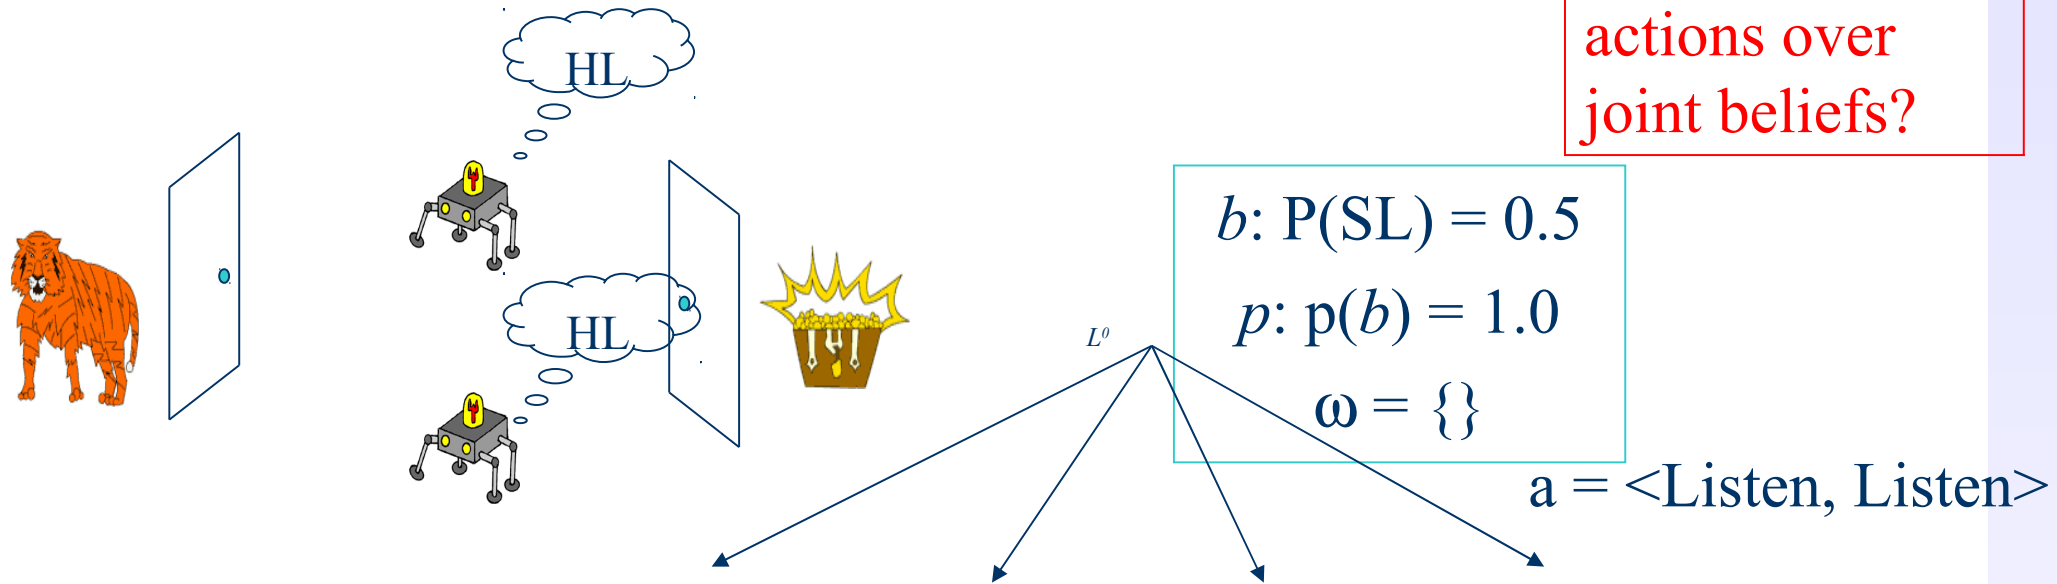 HL
actions over
joint beliefs?
b: P(SL) = 0.5
HL
p: p(b) = 1.0
L⁰
ω = {}
a = <Listen, Listen>